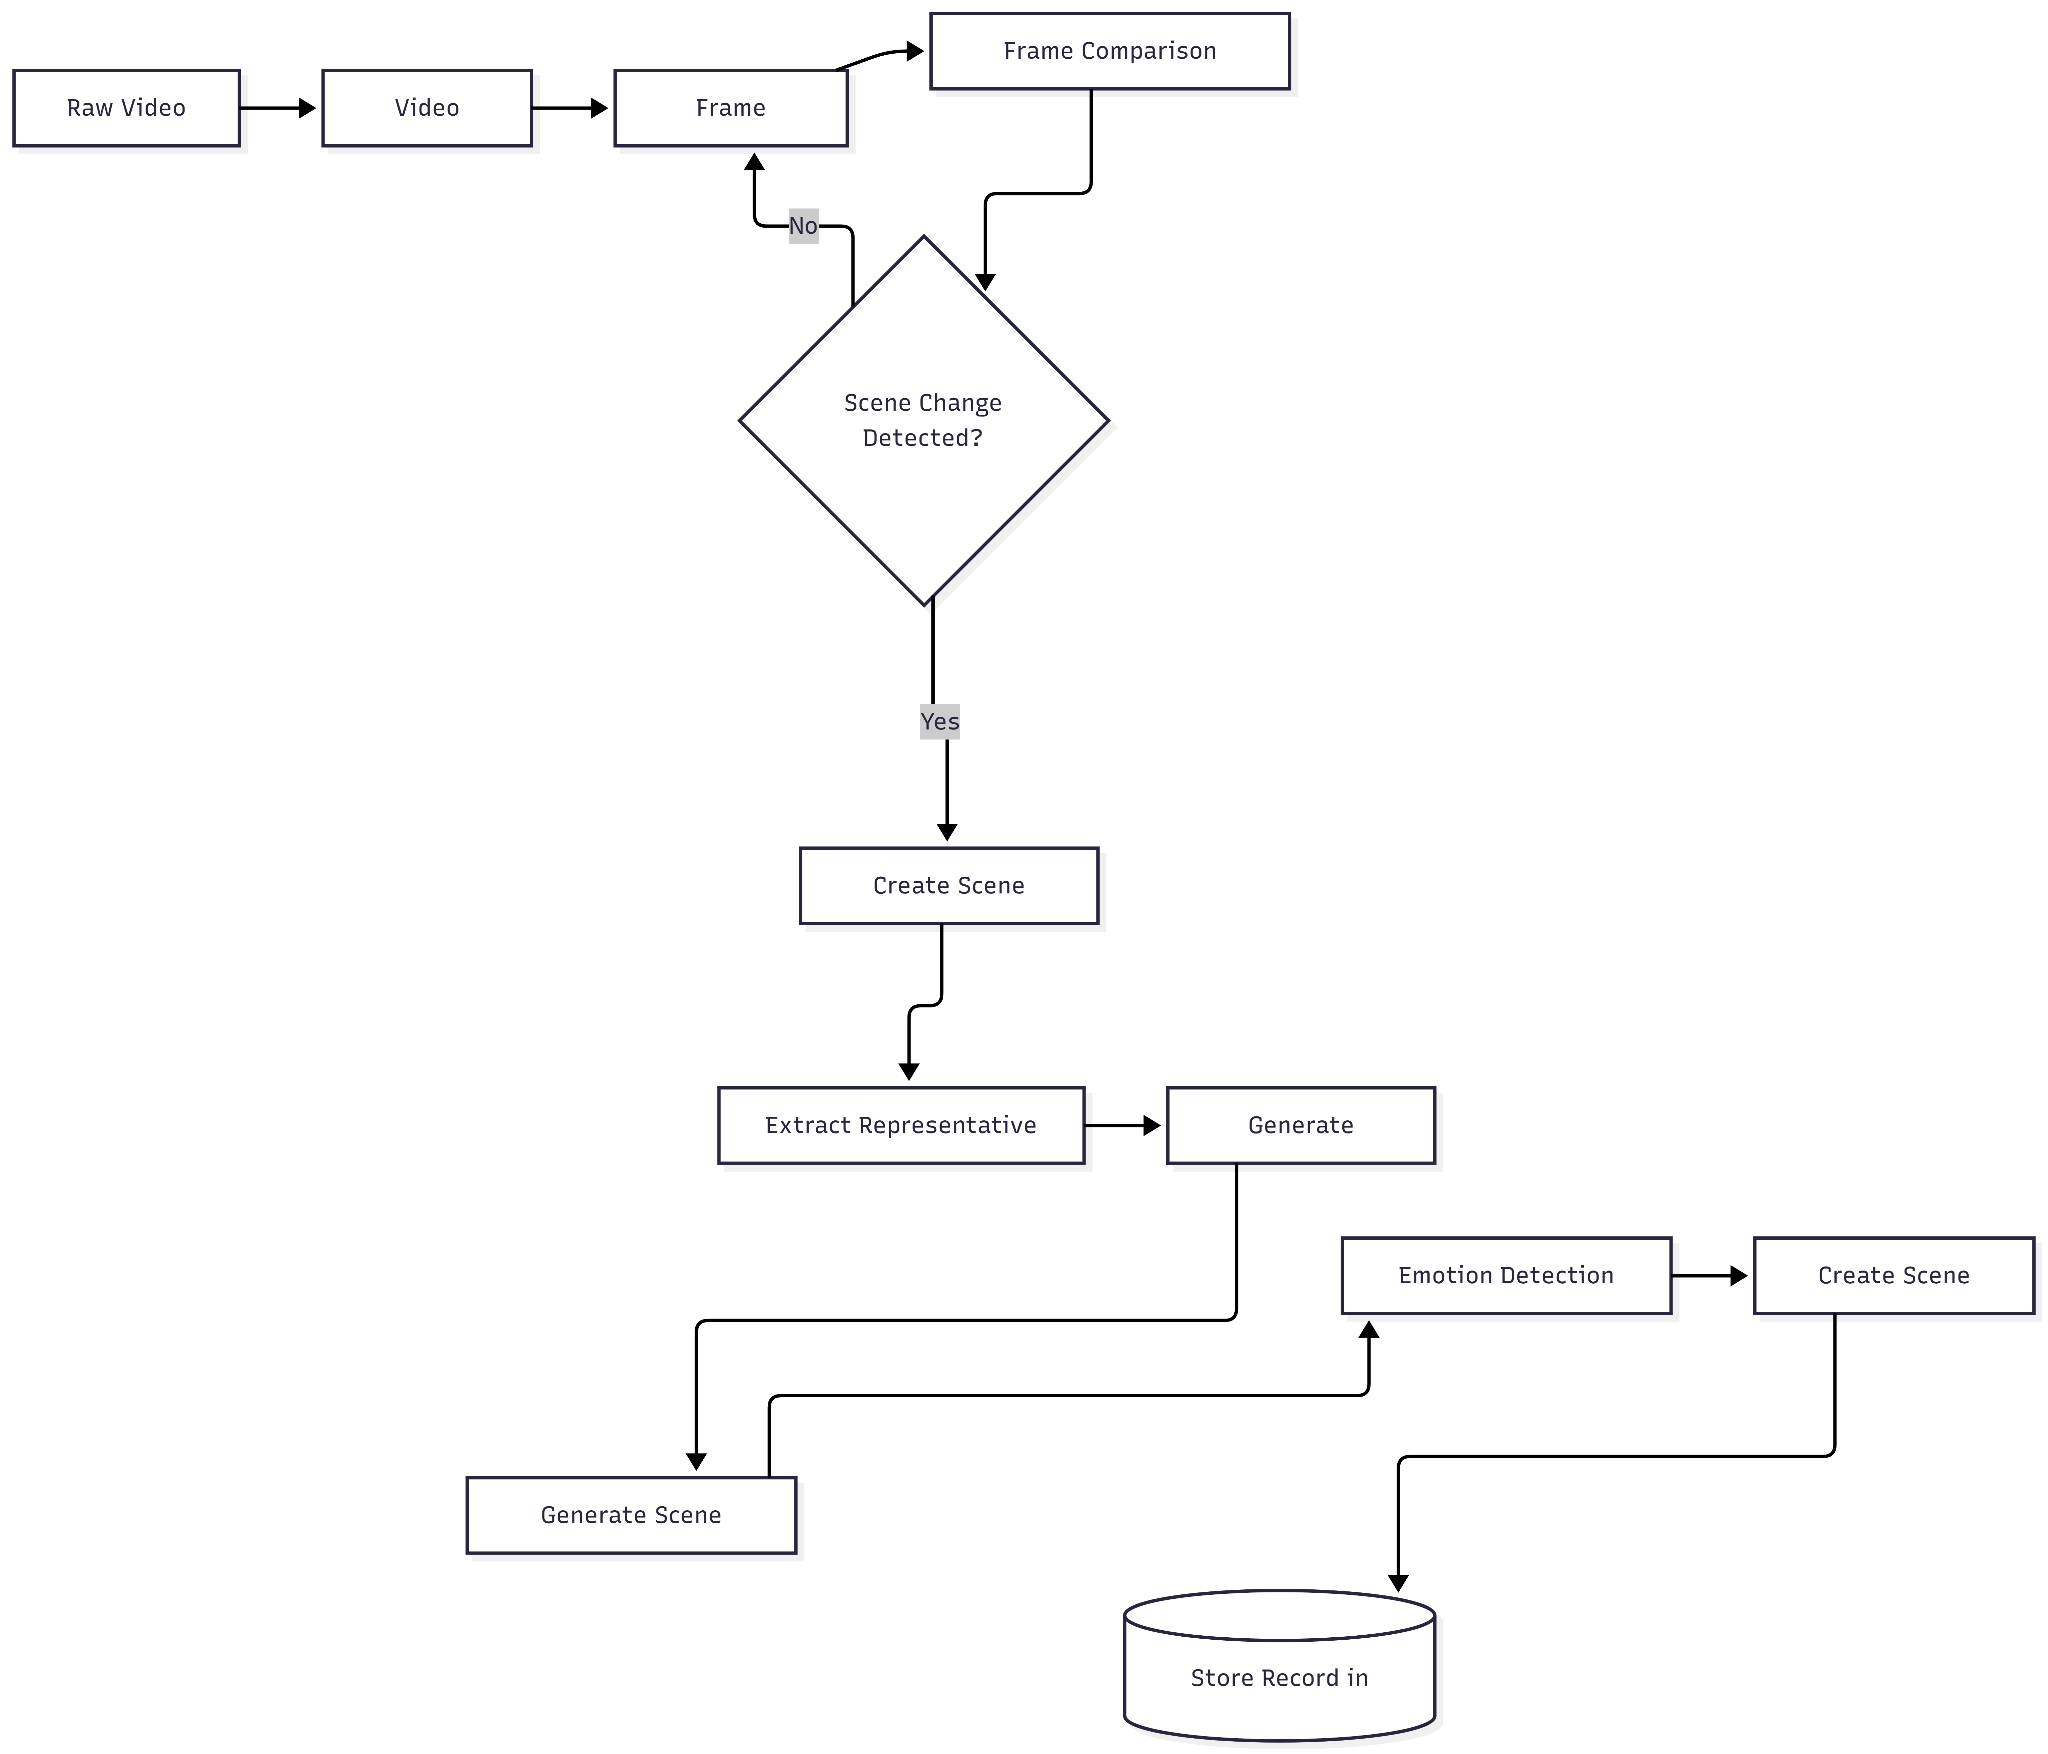 Raw Video
Video
Frame
Frame Comparison
No
Scene Change
Detected?
Yes
Create Scene
Extract Representative
Generate
Generate Scene
Emotion Detection
Create Scene
Store Record in